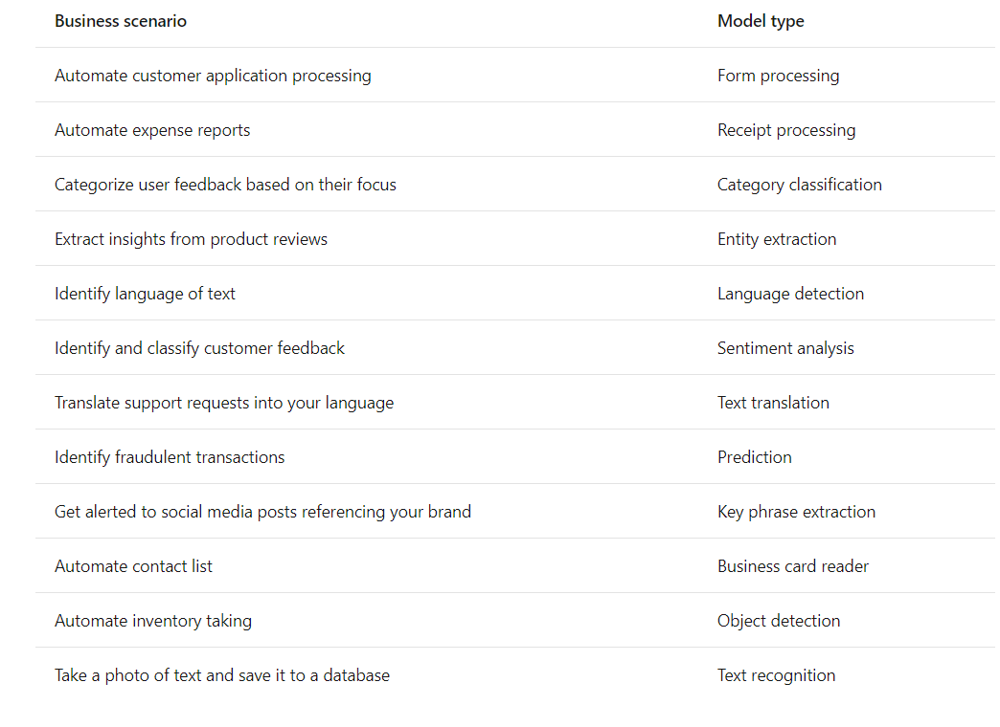 Business scenario Model type
Automate customer application processing Form processing
Automate expense reports Receipt processing
Categorize user feedback based on their focus Category classification
Extract insights from product reviews Entity extraction
Identify language of text Language detection
Identify and classify customer feedback Sentiment analysis
Translate support requests into your language Text translation
Identify fraudulent transactions Prediction
Get alerted to social media posts referencing your brand Key phrase extraction
Automate contact list Business card reader
Automate inventory taking Object detection
Take a photo of text and save it to a database Text recognition